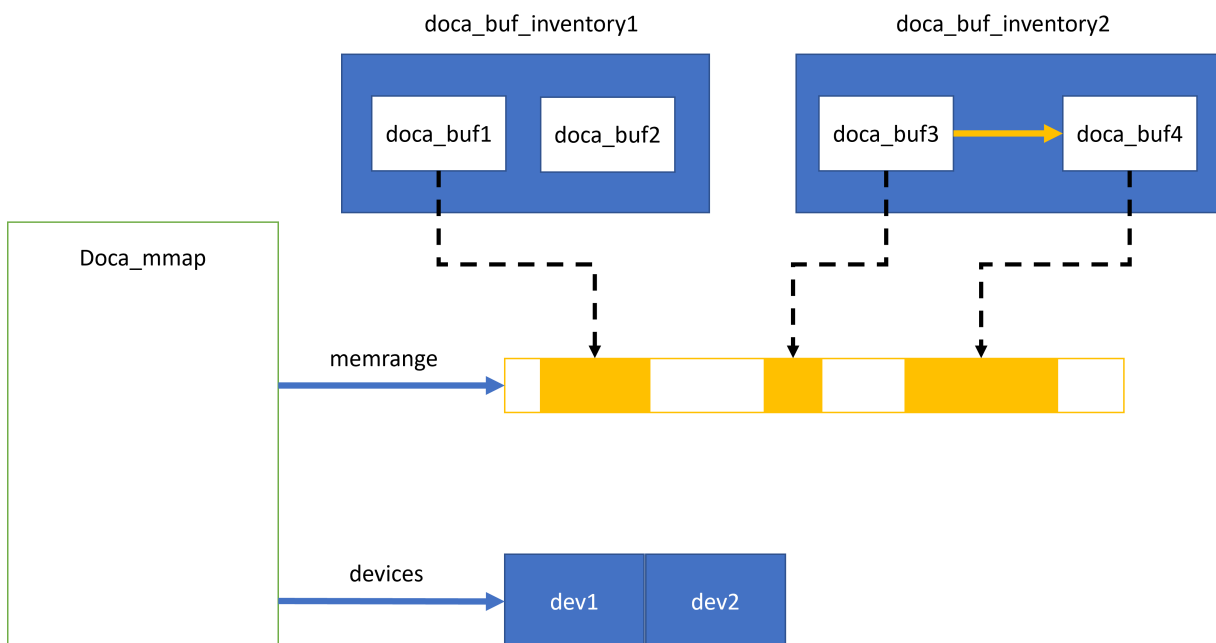 doca_buf_inventory1
doca_buf_inventory2
doca_buf1
doca_buf2
doca_buf3
doca_buf4
Doca_mmap
memrange
devices
dev1
dev2